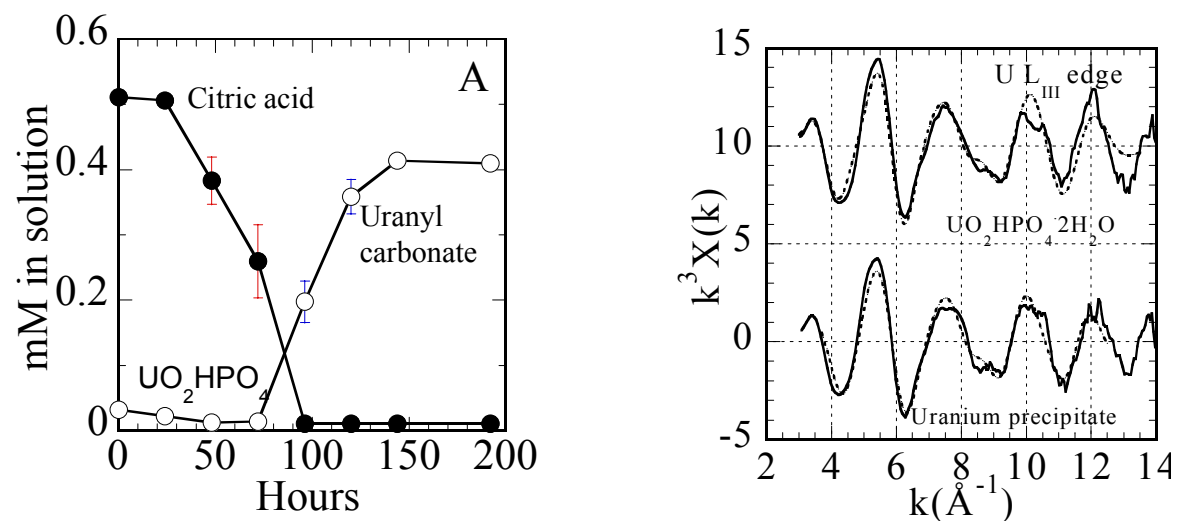 0.6
0.4
0.2
0
mM in solution
A
Citric acid
Uranyl
carbonate
UO2HPO4
0 50 100 150 200
Hours
15
10
5
0
-5
k3X(k)
U LIII edge
UO2HPO4 2H2O
Uranium precipitate
2 4 6 8 10 12 14
k(Å-1)